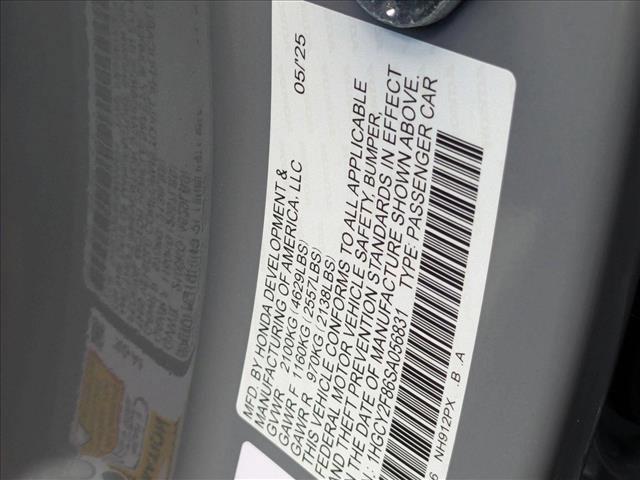 MFD. BY HONDA DEVELOPMENT &
MANUFACTURING OF AMERICA, LLC 05/'25
GVWR 2100KG (4629LBS)
GAWR F 1160KG (2557LBS)
GAWR R 970KG (2138LBS)
THIS VEHICLE CONFORMS TO ALL APPLICABLE
FEDERAL MOTOR VEHICLE SAFETY, BUMPER,
AND THEFT PREVENTION STANDARDS IN EFFECT
ON THE DATE OF MANUFACTURE SHOWN ABOVE.
1HGCY2F86SA056831 TYPE: PASSENGER CAR
6 NH912PX .B A